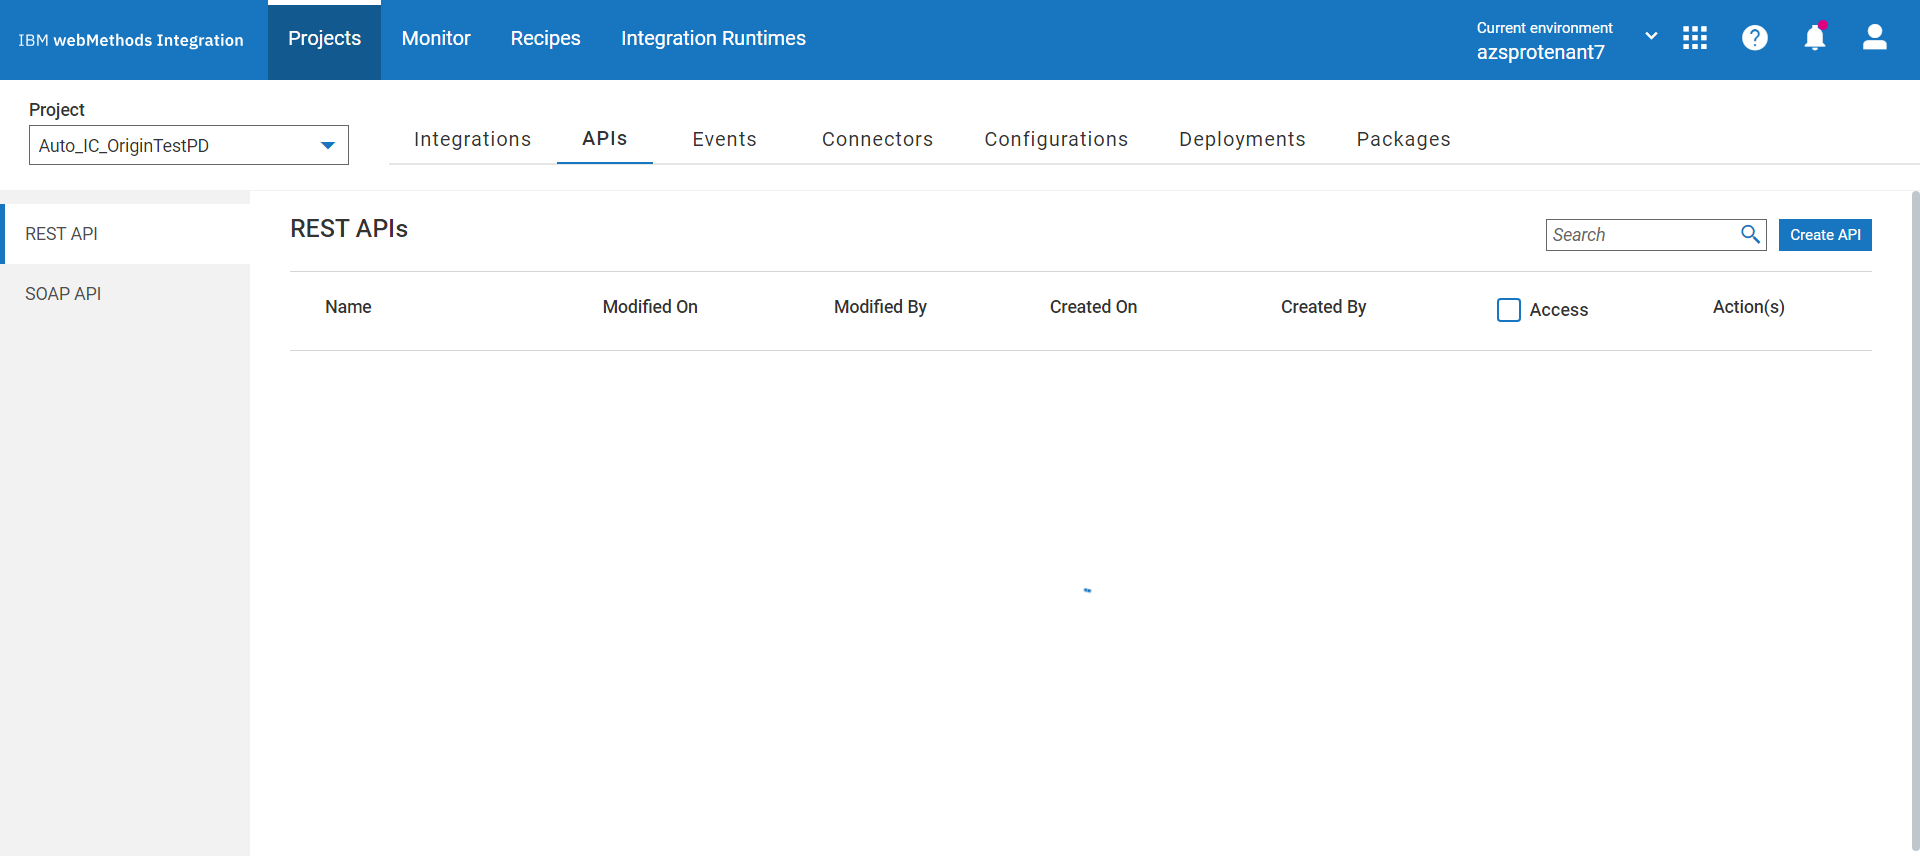 IBM webMethods Integration
Projects
Monitor
Recipes
Integration Runtimes
Current environment
azsprotenant7
Project
Auto_IC_OriginTestPD
Integrations
APIs
Events
Connectors
Configurations
Deployments
Packages
REST API
SOAP API
REST APIs
Search
Create API
Name
Modified On
Modified By
Created On
Created By
Access
Action(s)